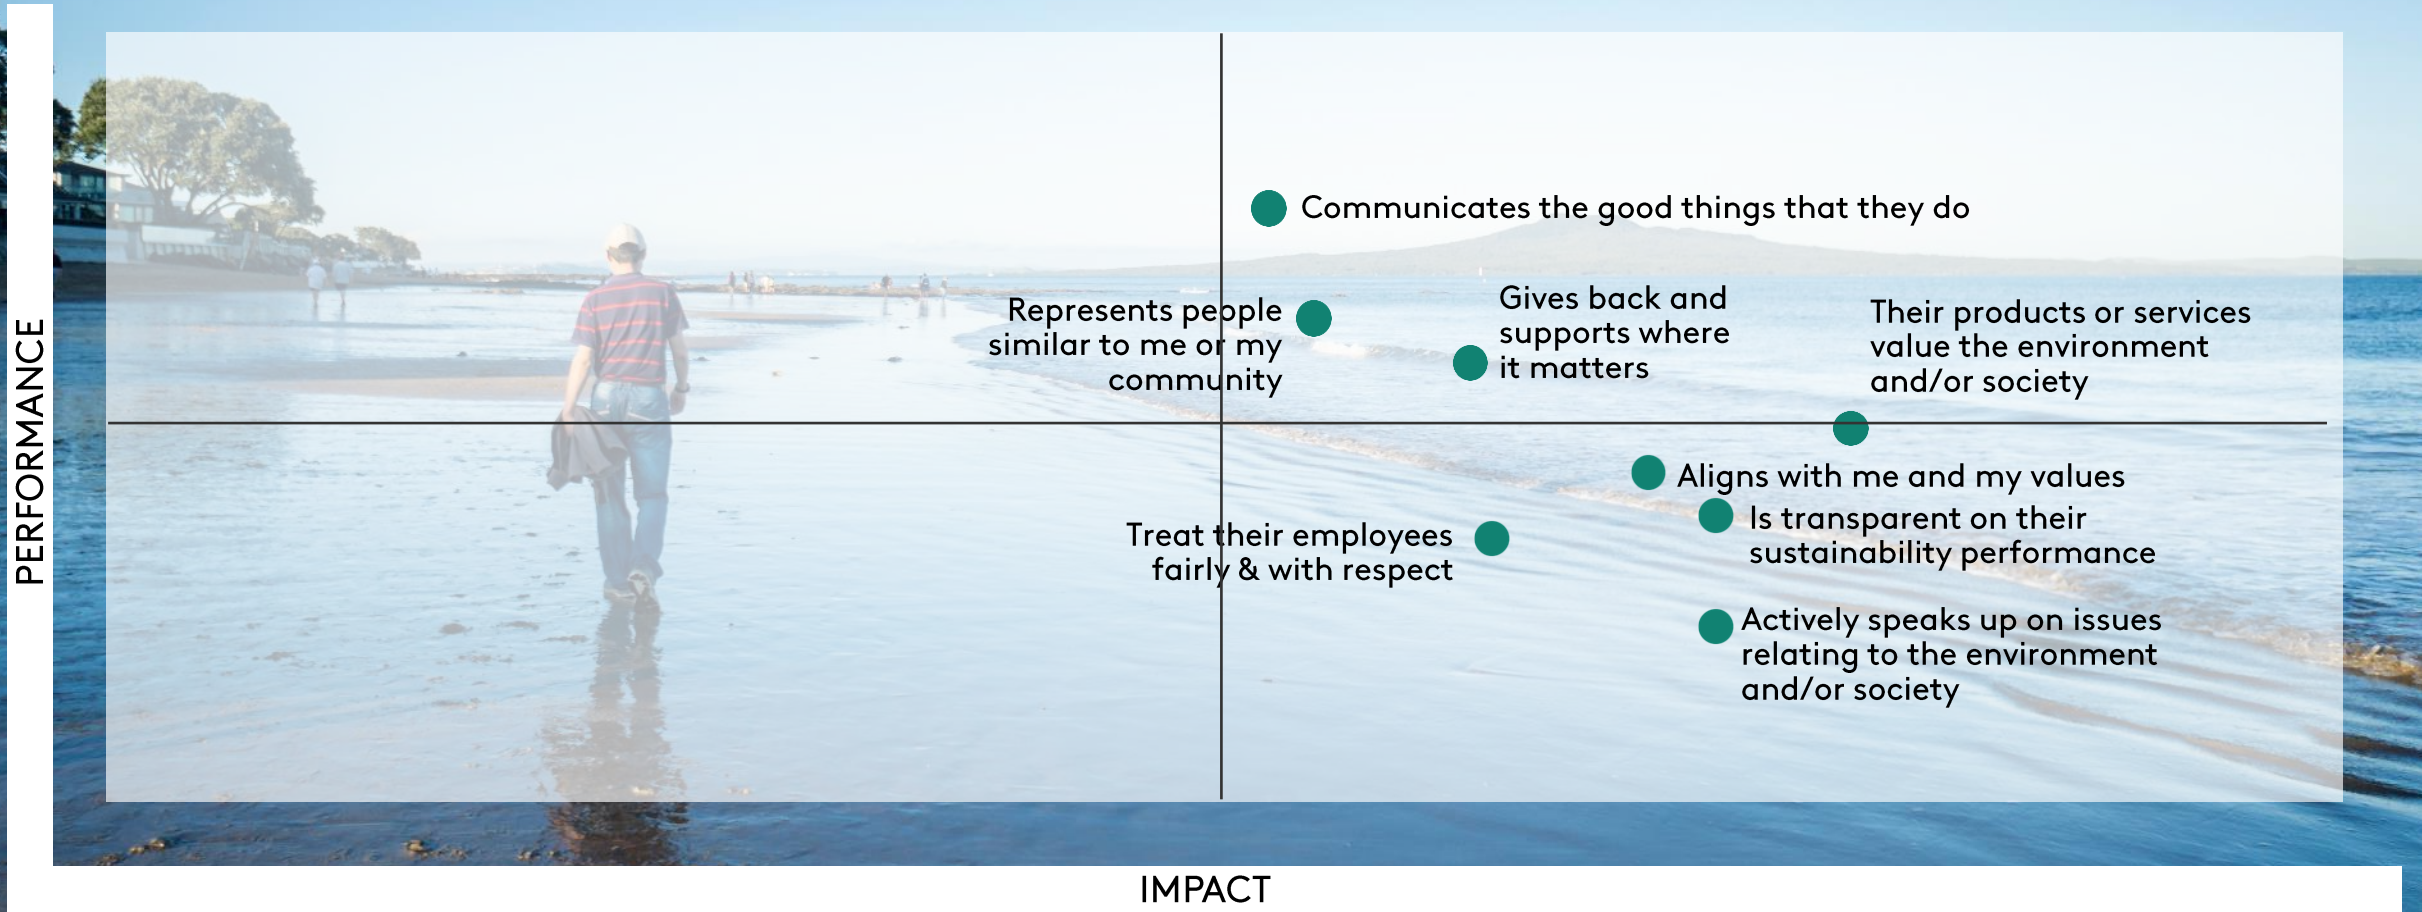 PERFORMANCE
Communicates the good things that they do
Represents people
similar to me or my
community
Gives back and
supports where
it matters
Their products or services
value the environment
and/or society
Aligns with me and my values
Is transparent on their
sustainability performance
Treat their employees
fairly & with respect
Actively speaks up on issues
relating to the environment
and/or society
IMPACT